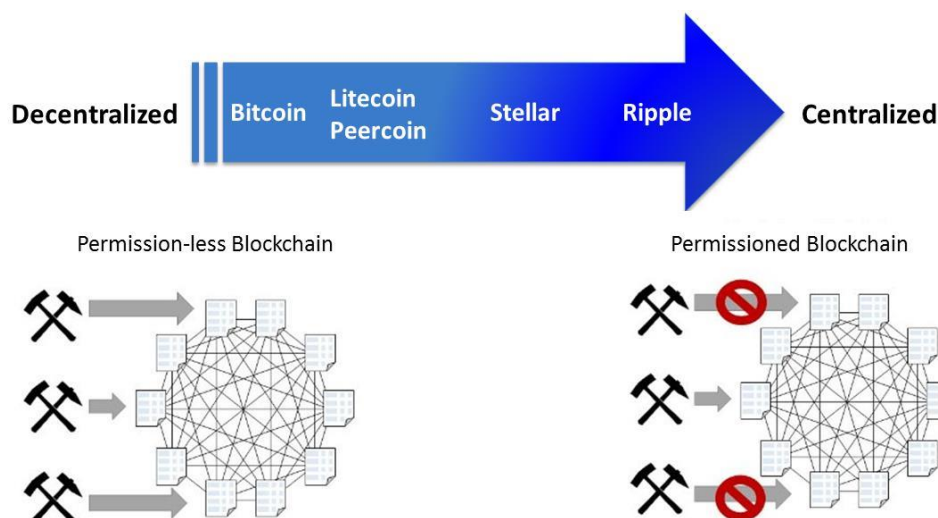 Decentralized
Bitcoin
Litecoin
Peercoin
Stellar
Ripple
Centralized
Permission-less Blockchain
Permissioned Blockchain